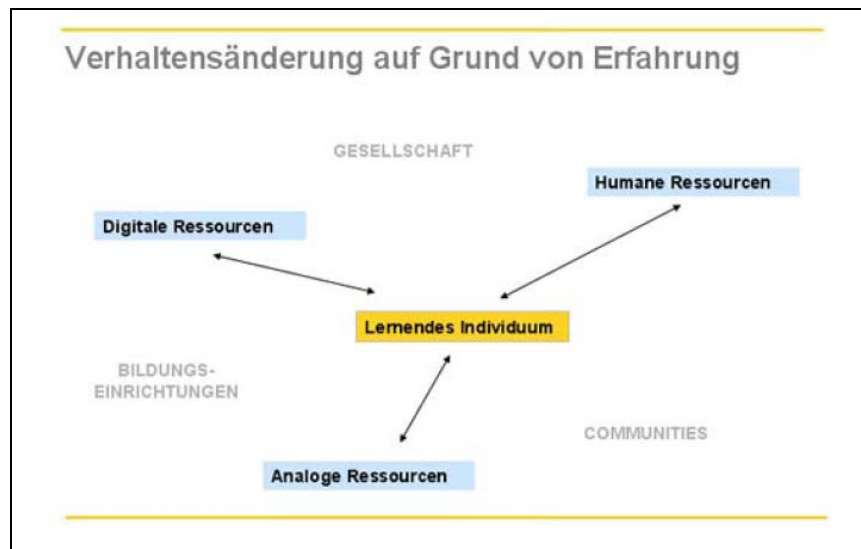 Verhaltensänderung auf Grund von Erfahrung
GESELLSCHAFT
Humane Ressourcen
Digitale Ressourcen
Lernendes Individuum
BILDUNGS-
EINRICHTUNGEN
COMMUNITIES
Analoge Ressourcen